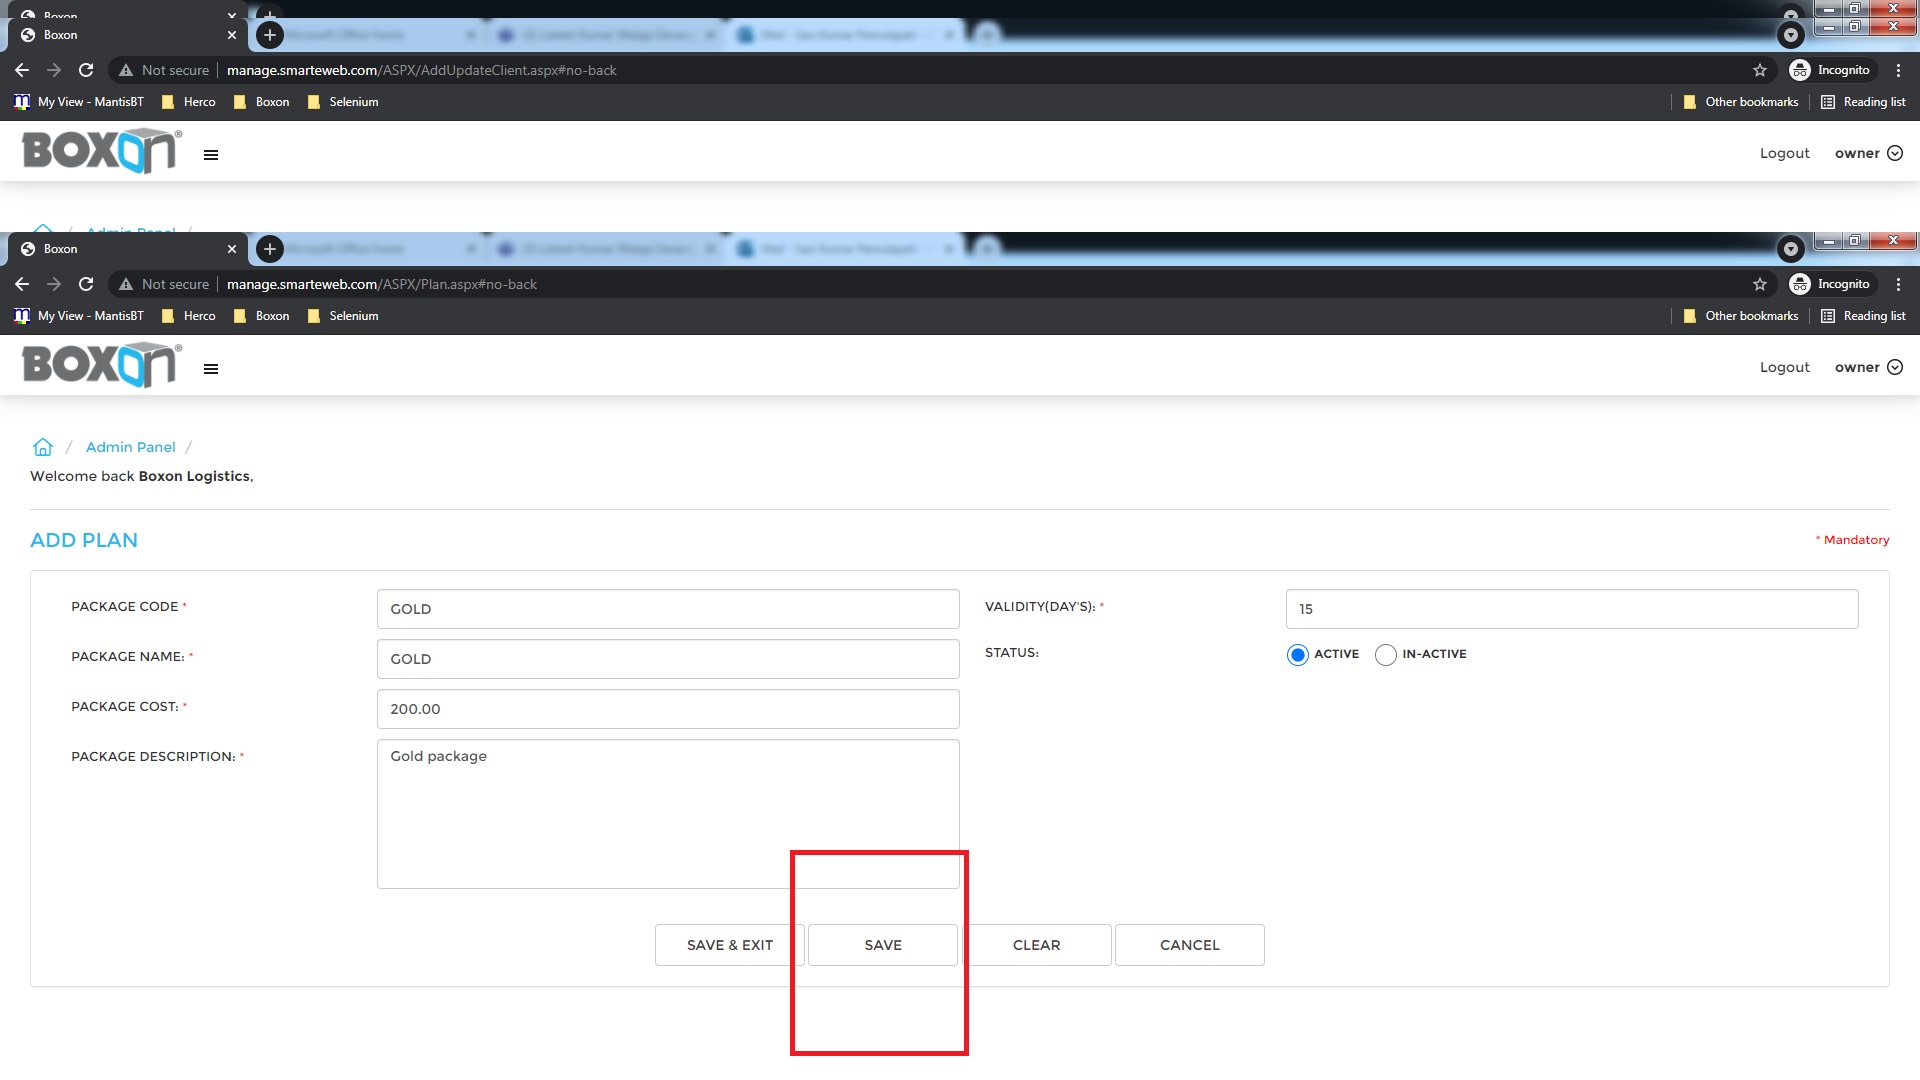 Boxon
Boxon
Not secure manage.smarteweb.com/ASPX/AddUpdateClient.aspx#no-back Incognito
My View - MantisBT Herco Boxon Selenium Other bookmarks Reading list
BOXON® Logout owner
Admin Panel /
Boxon
Not secure manage.smarteweb.com/ASPX/Plan.aspx#no-back Incognito
My View - MantisBT Herco Boxon Selenium Other bookmarks Reading list
BOXON® Logout owner
/ Admin Panel /
Welcome back Boxon Logistics,
ADD PLAN * Mandatory
PACKAGE CODE * GOLD VALIDITY(DAY'S): * 15
PACKAGE NAME: * GOLD STATUS: ACTIVE IN-ACTIVE
PACKAGE COST: * 200.00
PACKAGE DESCRIPTION: * Gold package
SAVE & EXIT SAVE CLEAR CANCEL